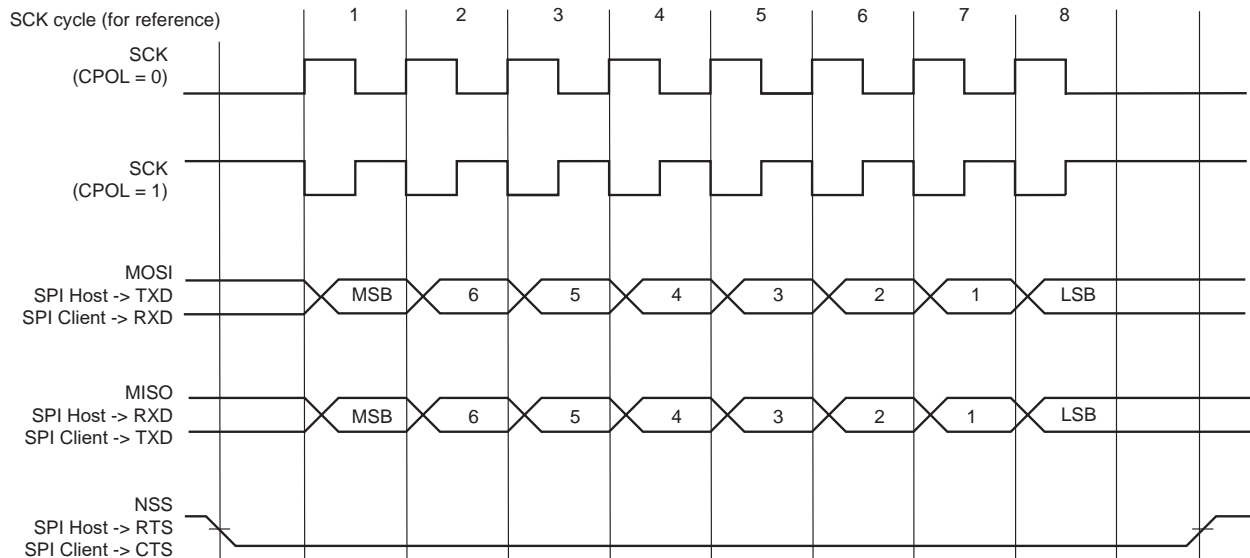 SCK cycle (for reference) 1 2 3 4 5 6 7 8
SCK
(CPOL = 0)
SCK
(CPOL = 1)
MOSI
SPI Host -> TXD
SPI Client -> RXD
MSB 6 5 4 3 2 1 LSB
MISO
SPI Host -> RXD
SPI Client -> TXD
MSB 6 5 4 3 2 1 LSB
NSS
SPI Host -> RTS
SPI Client -> CTS